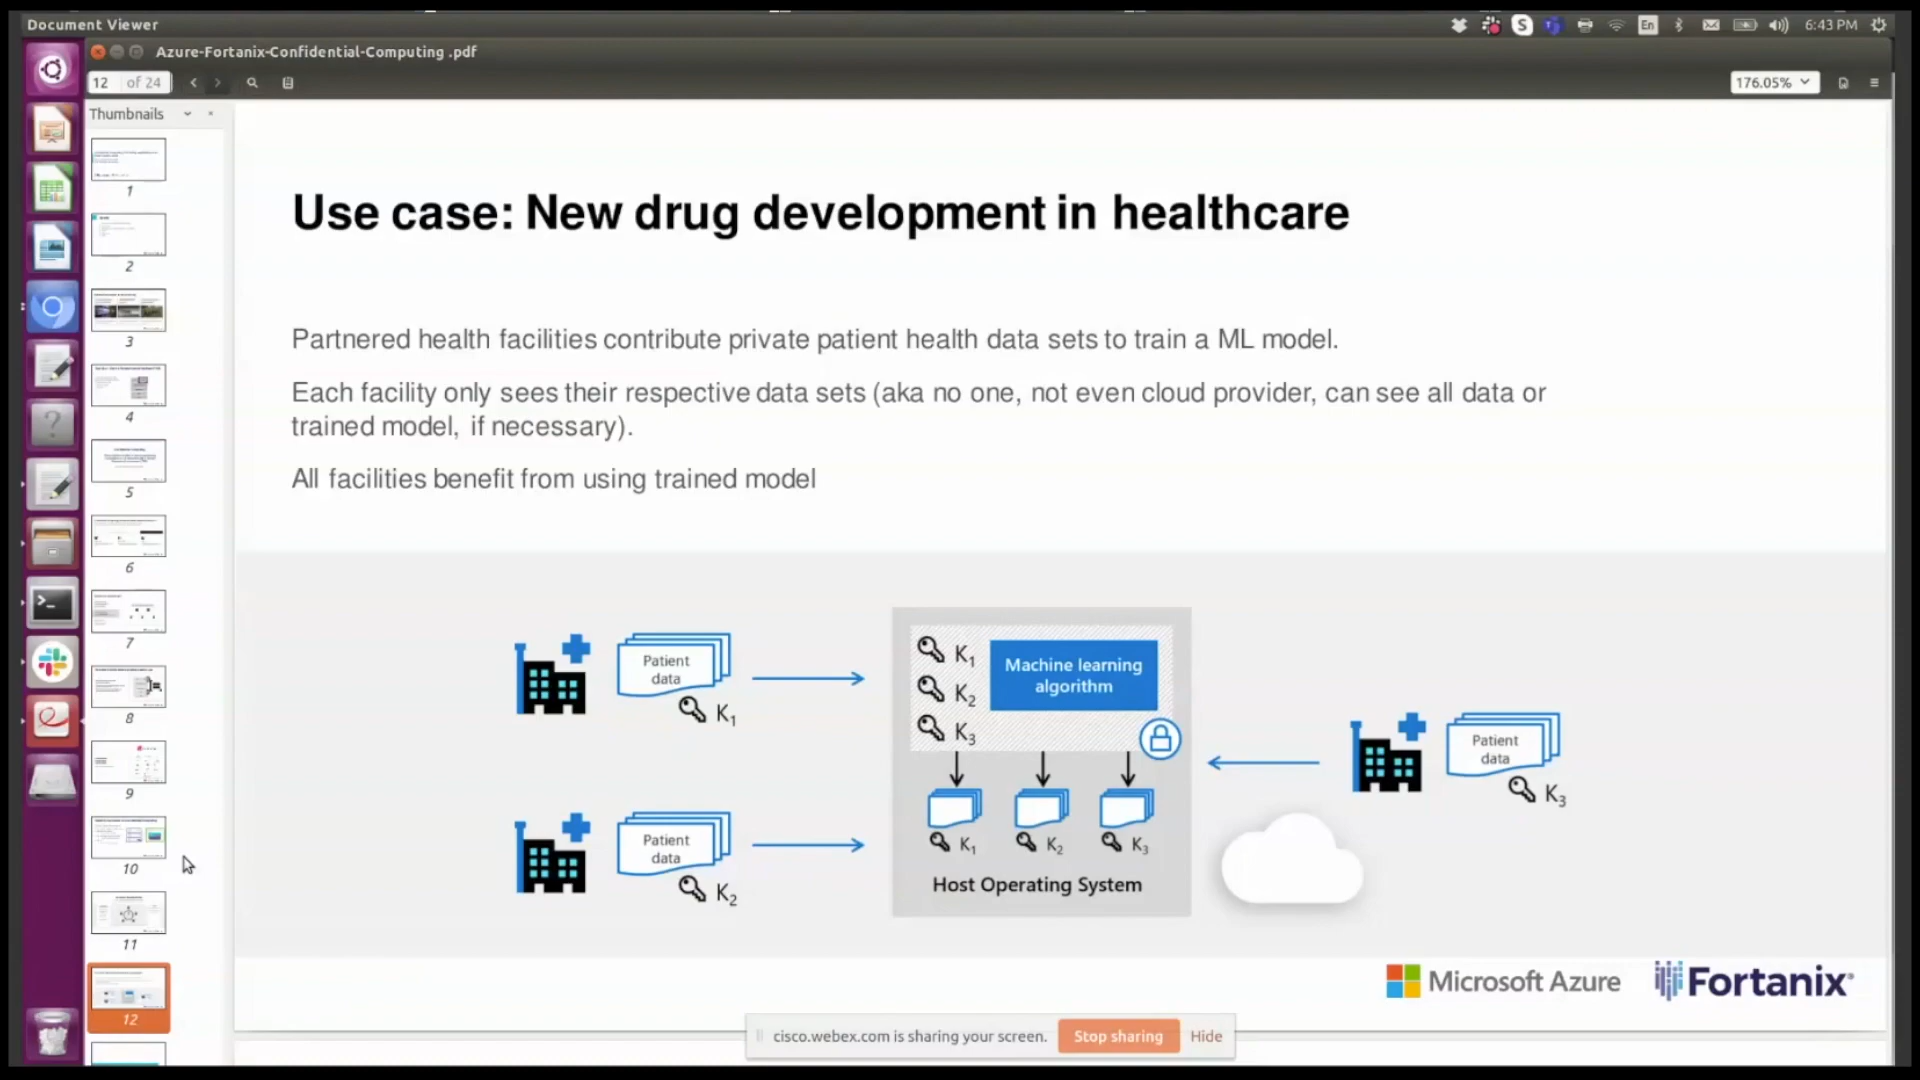 Document Viewer
En
6:43 PM
Azure-Fortanix-Confidential-Computing .pdf
12 of 24
176.05%
Thumbnails
1
2
3
4
5
6
7
8
9
10
11
12
Use case: New drug development in healthcare
Partnered health facilities contribute private patient health data sets to train a ML model.
Each facility only sees their respective data sets (aka no one, not even cloud provider, can see all data or
trained model, if necessary).
All facilities benefit from using trained model
Patient
data
K1
Patient
data
K2
K1
K2
K3
Machine learning
algorithm
K1
K2
K3
Host Operating System
Patient
data
K3
Microsoft Azure
Fortanix
cisco.webex.com is sharing your screen.
Stop sharing
Hide